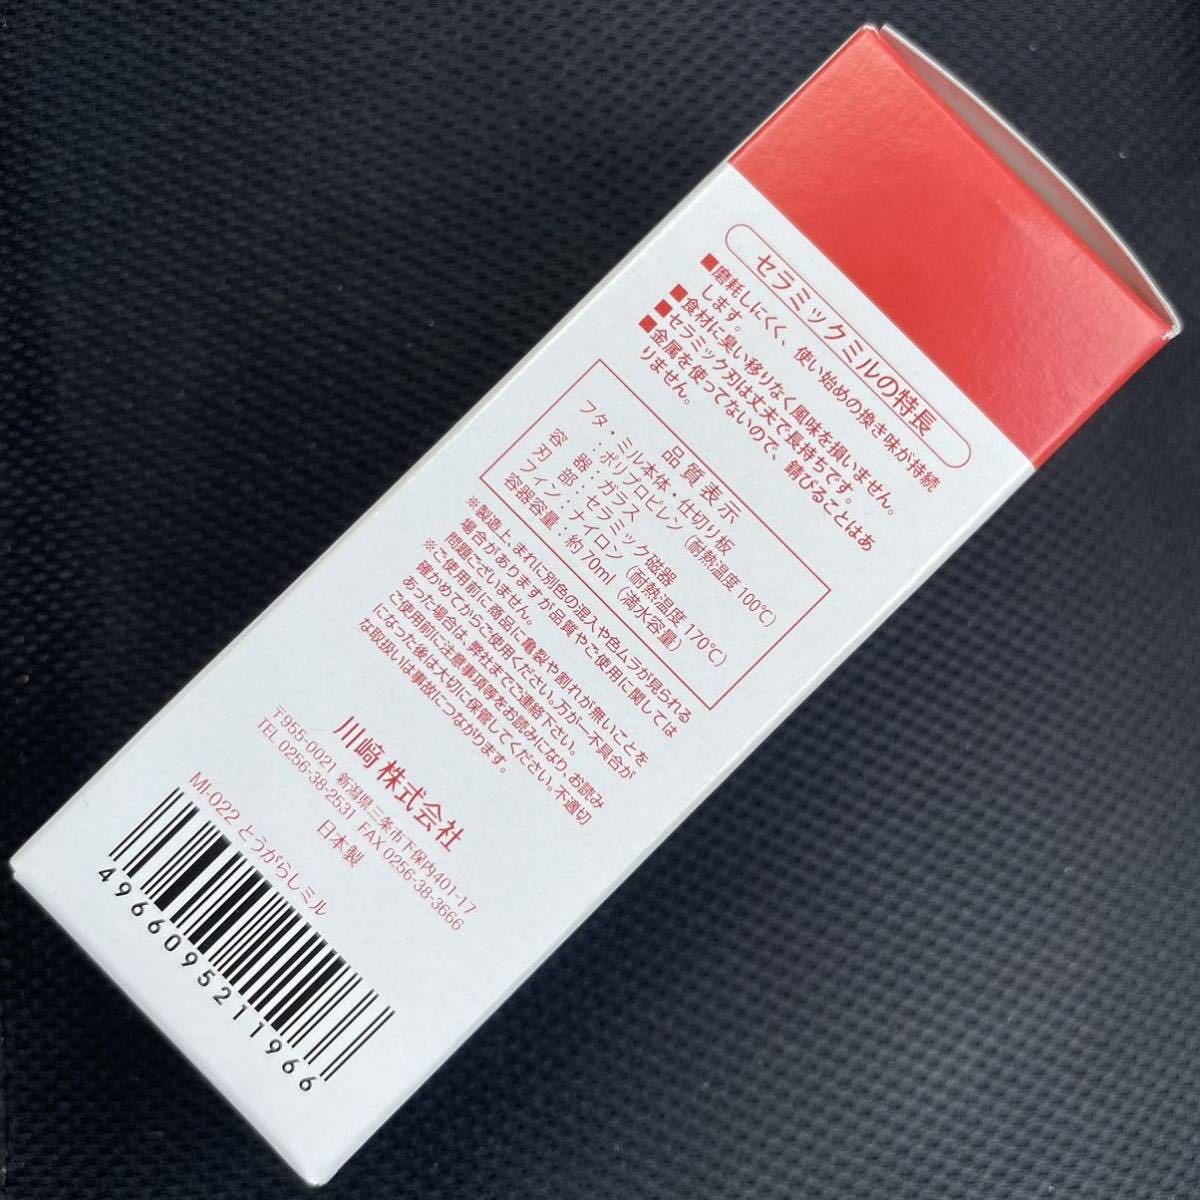 セラミックミルの特長
■磨耗しにくく、使い始めの挽き味が持続
します。
■食材に臭い移りなく風味を損いません。
■セラミック刃は丈夫で長持ちです。
■金属を使ってないので、錆びることはあ
りません。
品質表示
フタ・ミル本体・仕切り板
：ポリプロピレン（耐熱温度100℃）
容器：ガラス
刃部：セラミック磁器
フィン：ナイロン（耐熱温度170℃）
容器容量：約70ml（満水容量）
※製造上、まれに別色の混入や色ムラが見られる
場合がありますが品質やご使用に関しては
問題ございません。
※ご使用前に商品に亀裂や割れが無いことを
確かめてからご使用ください。万が一不具合が
あった場合は、弊社までご連絡下さい。
ご使用前に注意事項等をお読みになり、お読み
になった後は大切に保管してください。不適切
な取扱いは事故につながります。
川﨑株式会社
〒955-0021 新潟県三条市下保内401-17
TEL 0256-38-2531 FAX 0256-38-3666
日本製
MI-022 とうがらしミル
4966095211966